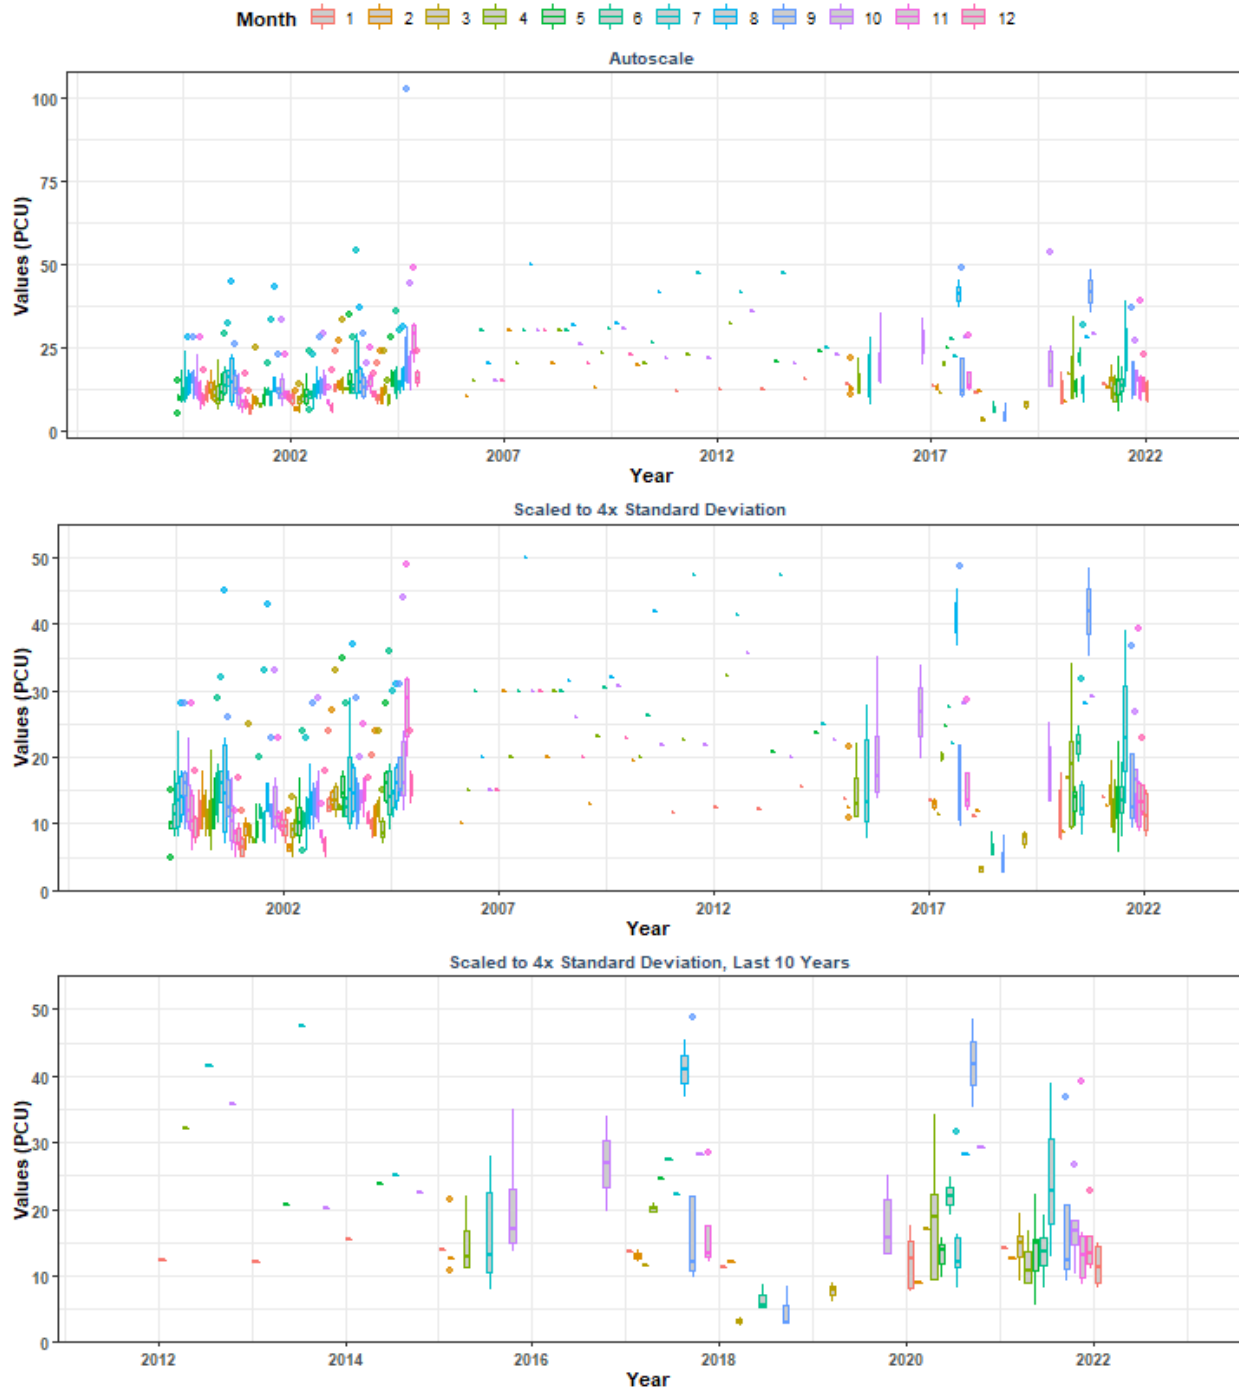 Month 1 2 3 4 5 6 7 8 9 10 11 12
Autoscale
100
75
50
25
0
Values (PCU)
2002 2007 2012 2017 2022
Year
Scaled to 4x Standard Deviation
50
40
30
20
10
0
Values (PCU)
2002 2007 2012 2017 2022
Year
Scaled to 4x Standard Deviation, Last 10 Years
50
40
30
20
10
0
Values (PCU)
2012 2014 2016 2018 2020 2022
Year